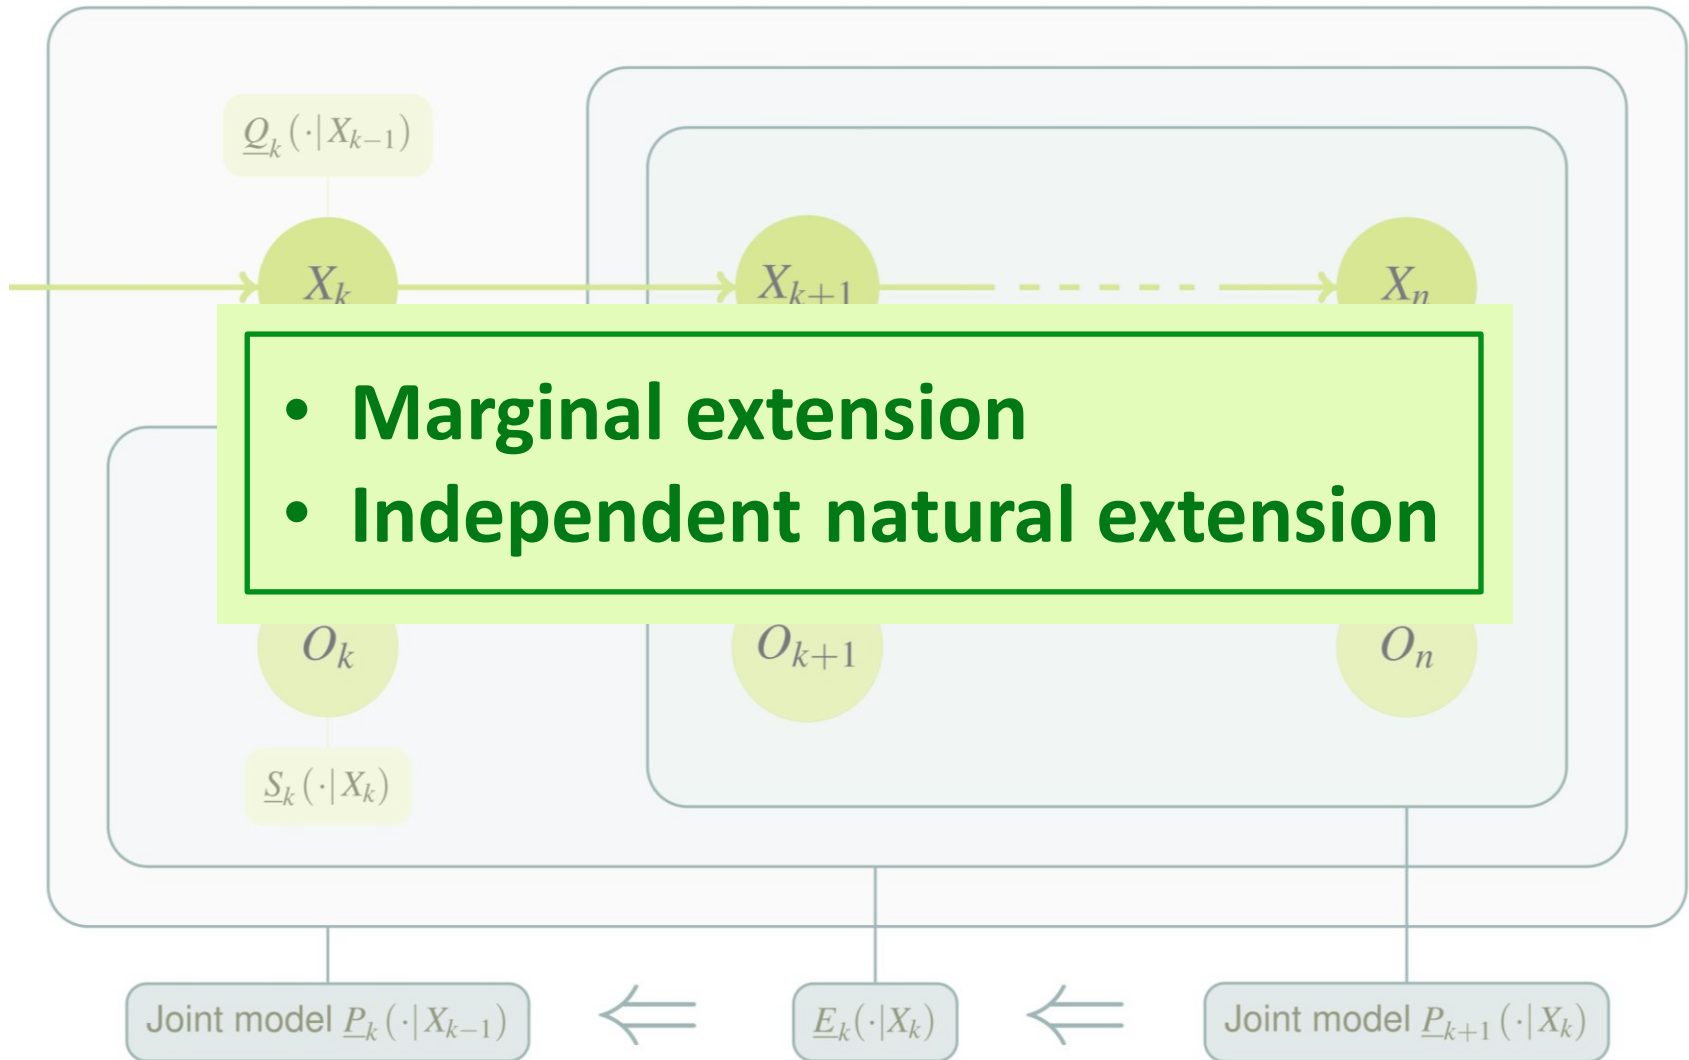 Q_k(·|X_{k−1})
X_k X_{k+1} X_n
• Marginal extension
• Independent natural extension
O_k O_{k+1} O_n
S_k(·|X_k)
Joint model P_k(·|X_{k−1}) ⇐ E_k(·|X_k) ⇐ Joint model P_{k+1}(·|X_k)